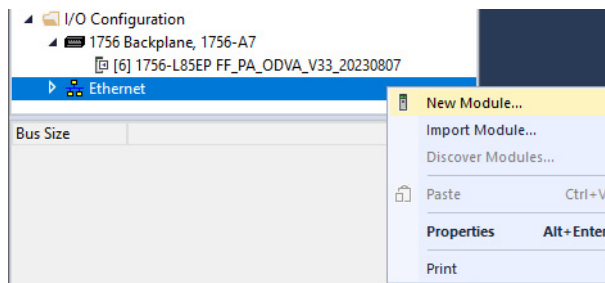 I/O Configuration
1756 Backplane, 1756-A7
[6] 1756-L85EP FF_PA_ODVA_V33_20230807
Ethernet
New Module...
Import Module...
Discover Modules...
Paste Ctrl+V
Properties Alt+Enter
Print
Bus Size